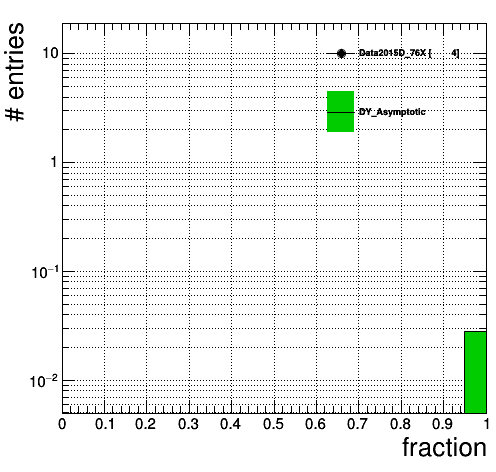 # entries
10
Data2015D_76X [ 4]
DY_Asymptotic
1
10⁻¹
10⁻²
0 0.1 0.2 0.3 0.4 0.5 0.6 0.7 0.8 0.9 1
fraction